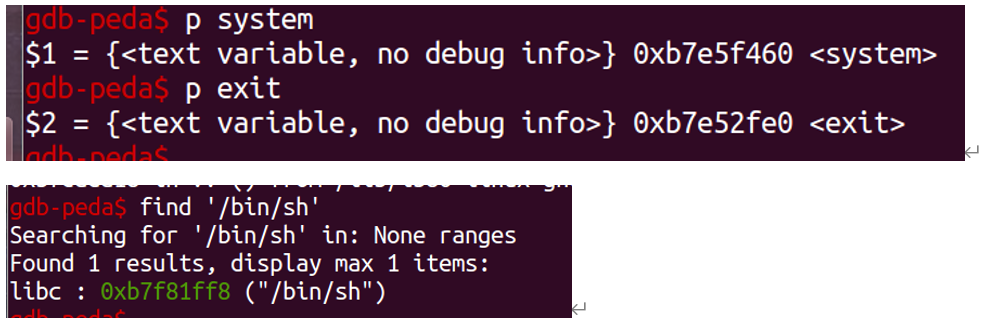 gdb-peda$ p system
$1 = {<text variable, no debug info>} 0xb7e5f460 <system>
gdb-peda$ p exit
$2 = {<text variable, no debug info>} 0xb7e52fe0 <exit>
gdb-peda$
gdb-peda$ find '/bin/sh'
Searching for '/bin/sh' in: None ranges
Found 1 results, display max 1 items:
libc : 0xb7f81ff8 ("/bin/sh")
gdb-peda$